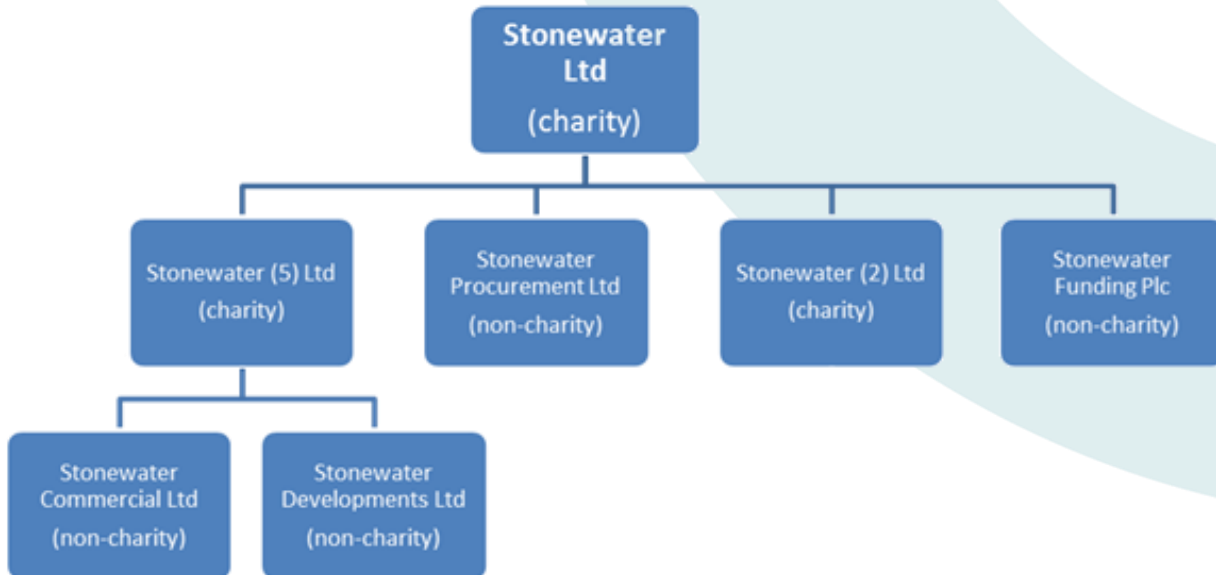 Stonewater
Ltd
(charity)
Stonewater (5) Ltd
(charity)
Stonewater
Procurement Ltd
(non-charity)
Stonewater (2) Ltd
(charity)
Stonewater
Funding Plc
(non-charity)
Stonewater
Commercial Ltd
(non-charity)
Stonewater
Developments Ltd
(non-charity)